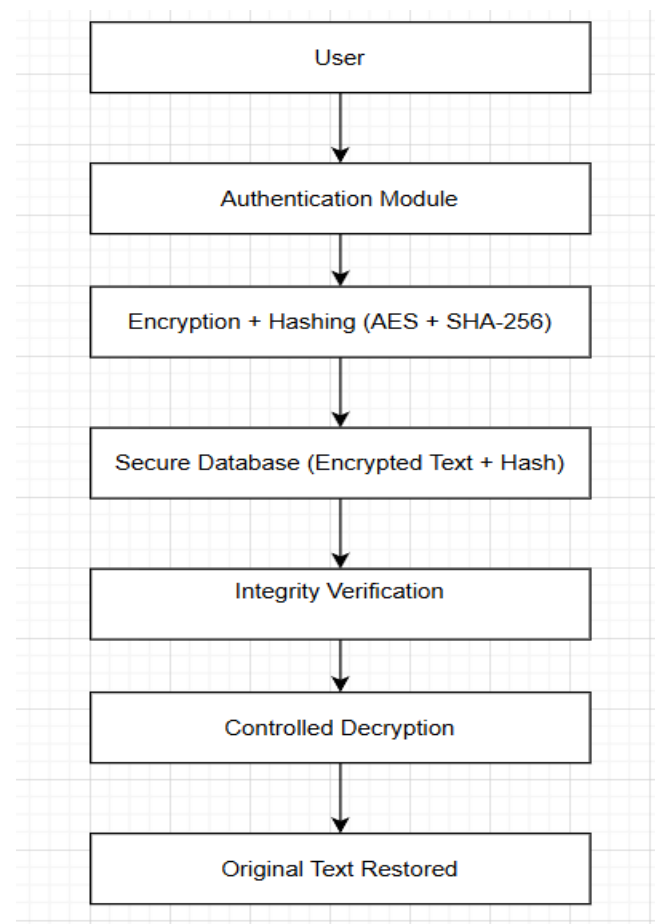 User
Authentication Module
Encryption + Hashing (AES + SHA-256)
Secure Database (Encrypted Text + Hash)
Integrity Verification
Controlled Decryption
Original Text Restored